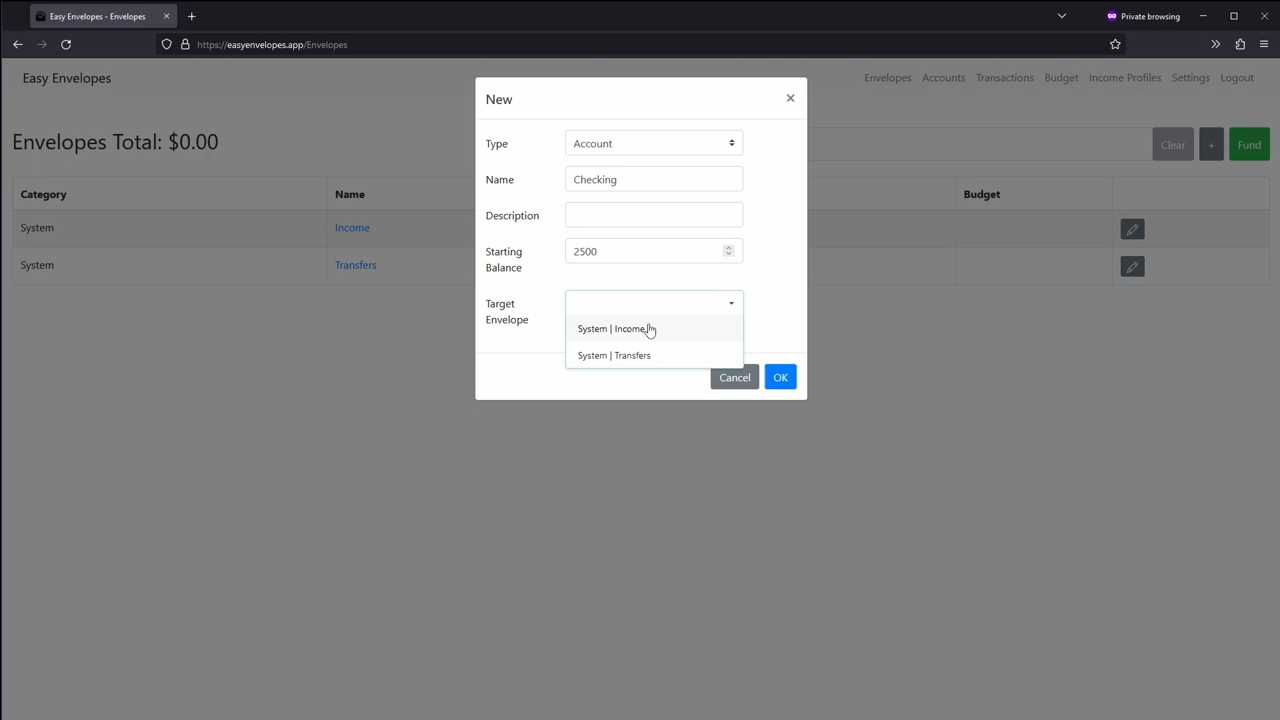 Easy Envelopes - Envelopes
Private browsing
https://easyenvelopes.app/Envelopes
Easy Envelopes
Envelopes Accounts Transactions Budget Income Profiles Settings Logout
New
Envelopes Total: $0.00
Clear + Fund
Type Account
Name Checking
Description
Starting Balance 2500
Target Envelope
System | Income
System | Transfers
Cancel OK
Category Name Budget
System Income
System Transfers